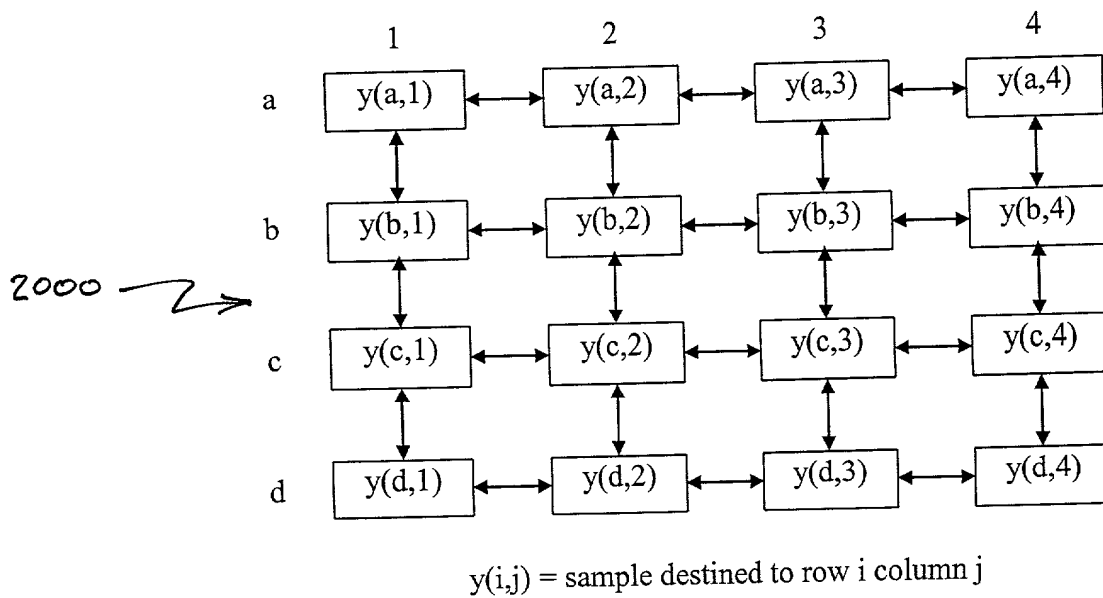 1 2 3 4
a y(a,1) y(a,2) y(a,3) y(a,4)
b y(b,1) y(b,2) y(b,3) y(b,4)
2000
c y(c,1) y(c,2) y(c,3) y(c,4)
d y(d,1) y(d,2) y(d,3) y(d,4)
y(i,j) = sample destined to row i column j